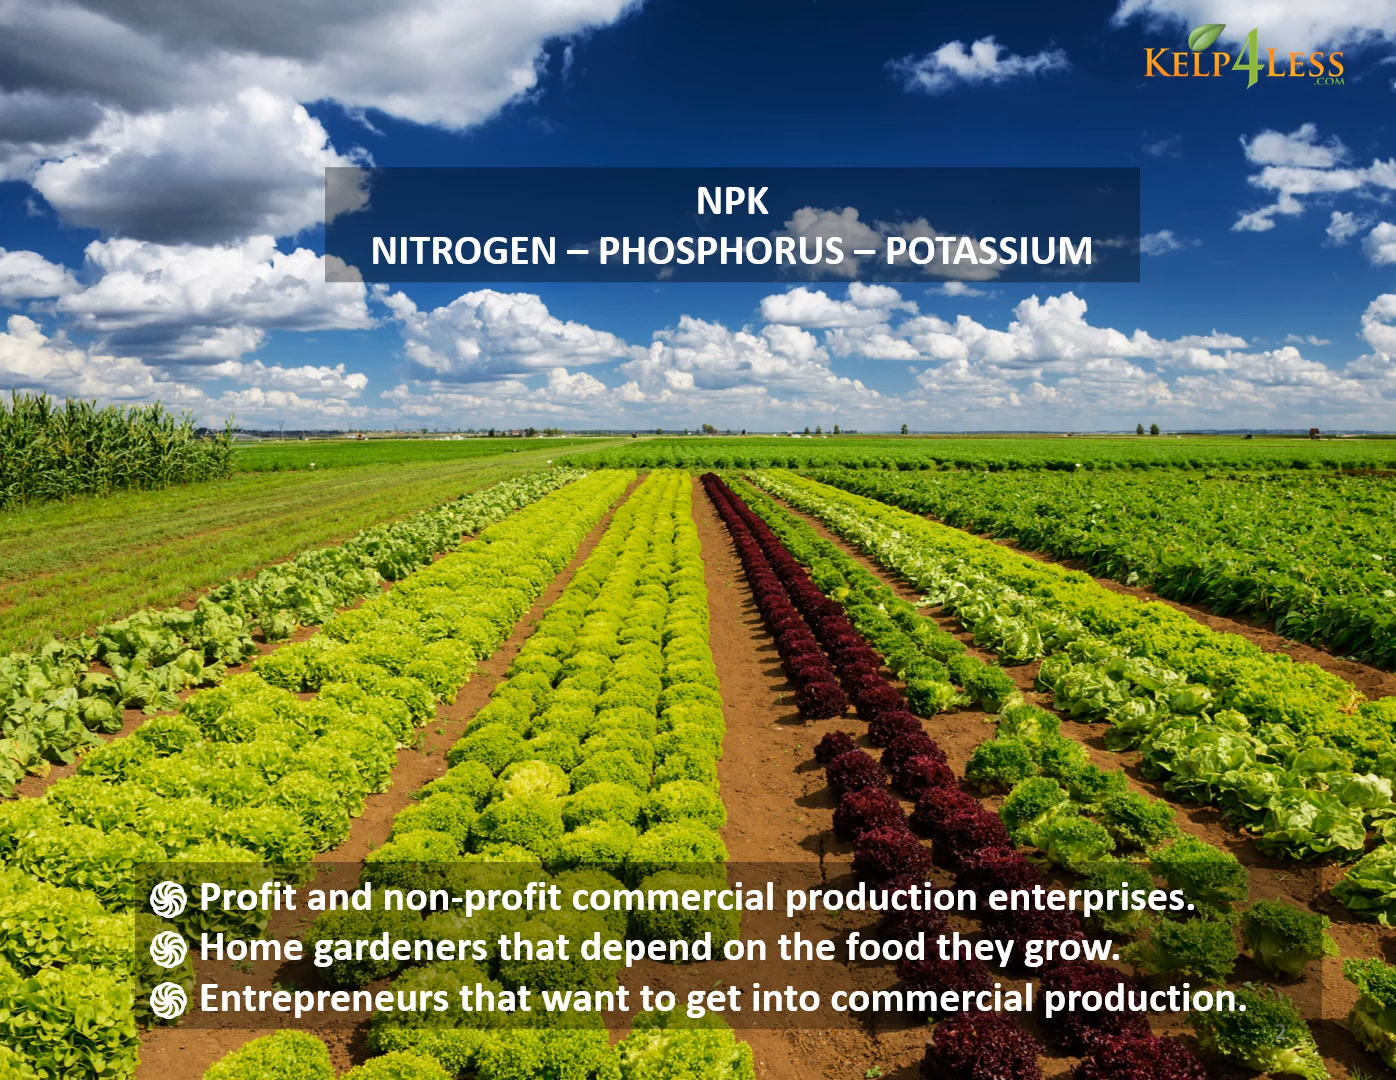 KELP4LESS
.COM
NPK
NITROGEN – PHOSPHORUS – POTASSIUM
Profit and non-profit commercial production enterprises.
Home gardeners that depend on the food they grow.
Entrepreneurs that want to get into commercial production.
2